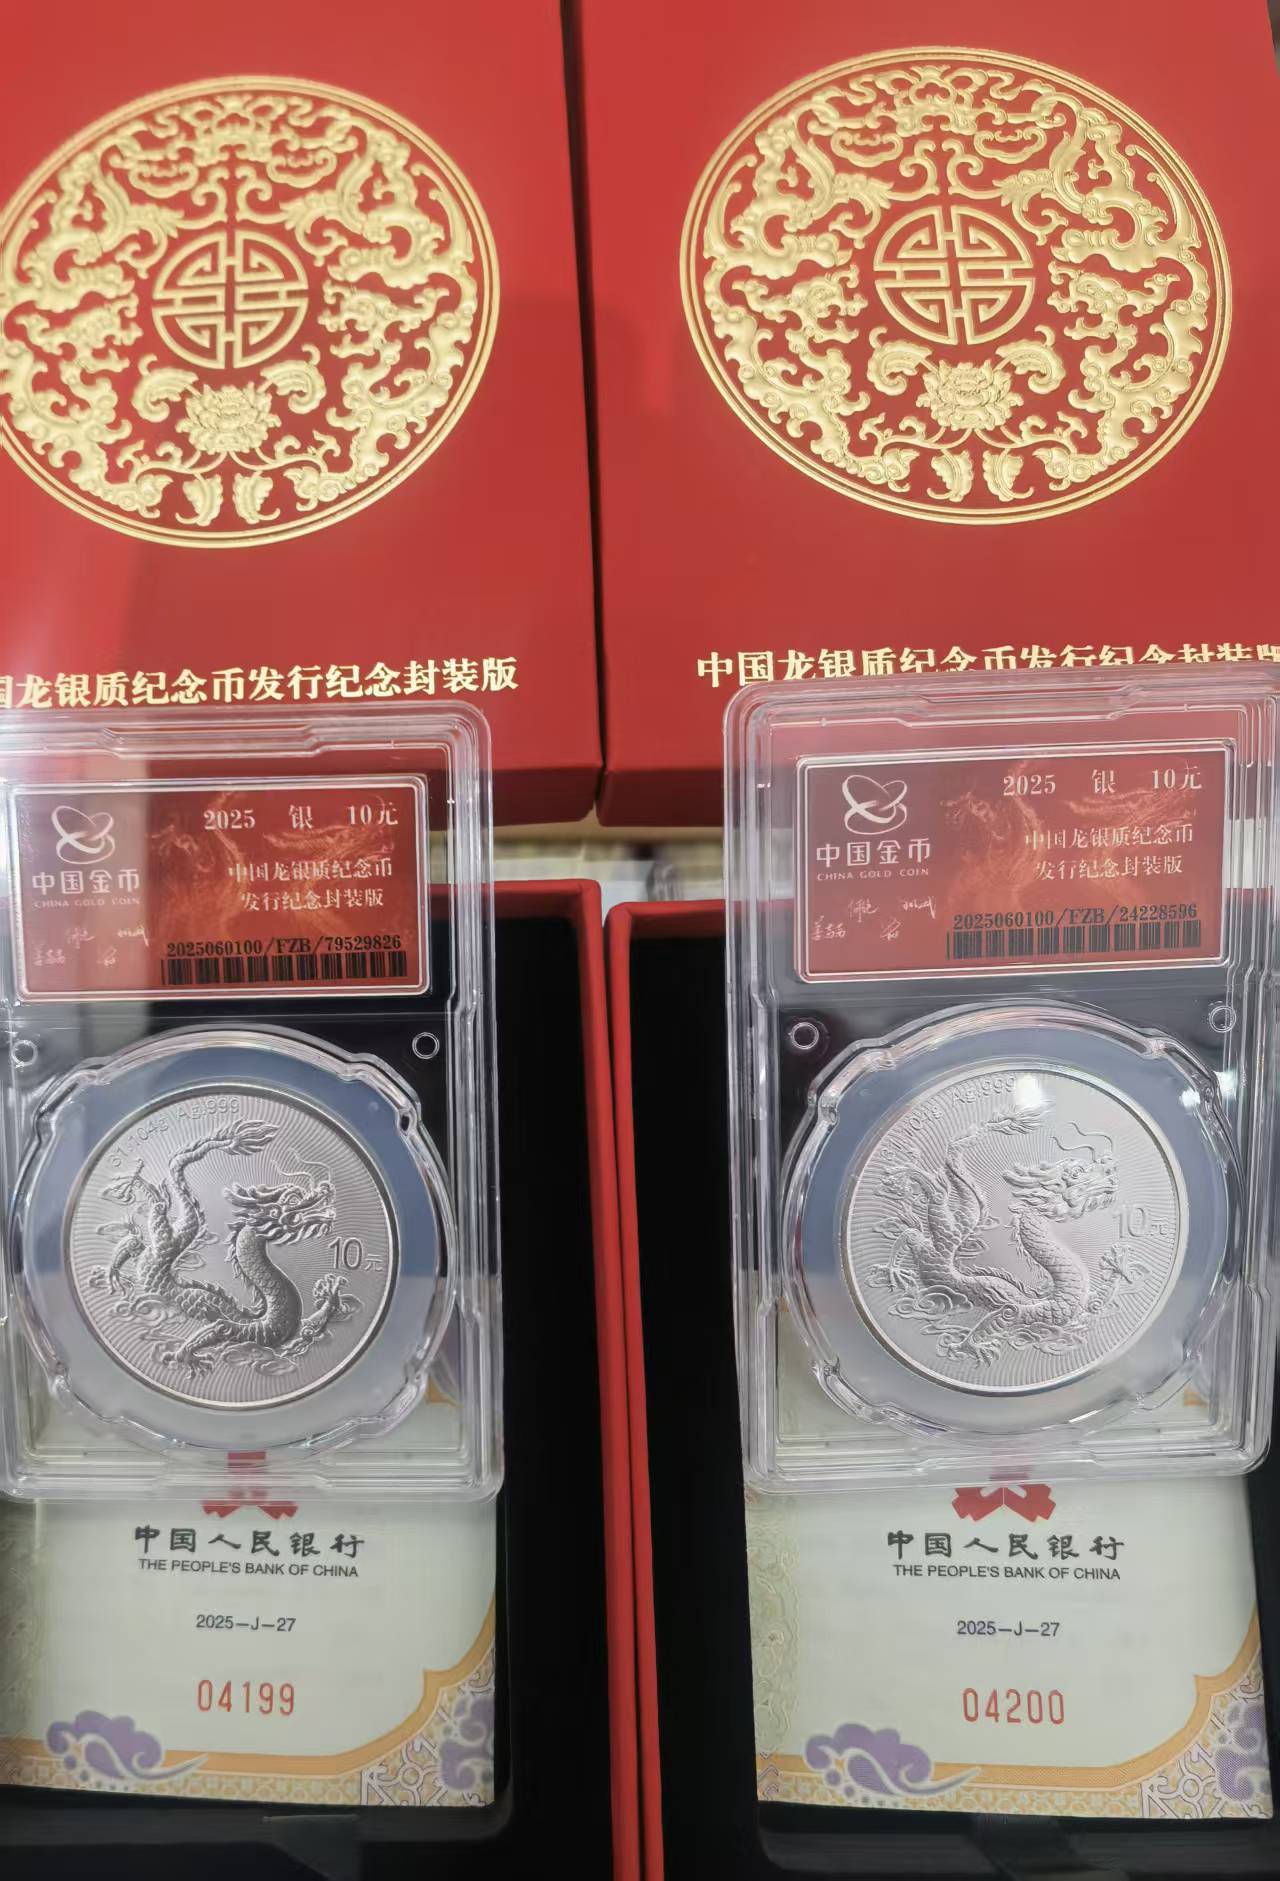 国龙银质纪念币发行纪念封装版
中国龙银质纪念币发行纪念封装版
中国金币
CHINA GOLD COIN
2025 银 10元
中国龙银质纪念币
发行纪念封装版
2025060100/FZB/79529826
31.104g Ag.999
10元
中国人民银行
THE PEOPLE'S BANK OF CHINA
2025-J-27
04199
中国金币
CHINA GOLD COIN
2025 银 10元
中国龙银质纪念币
发行纪念封装版
2025060100/FZB/24228596
31.104g Ag.999
10元
中国人民银行
THE PEOPLE'S BANK OF CHINA
2025-J-27
04200